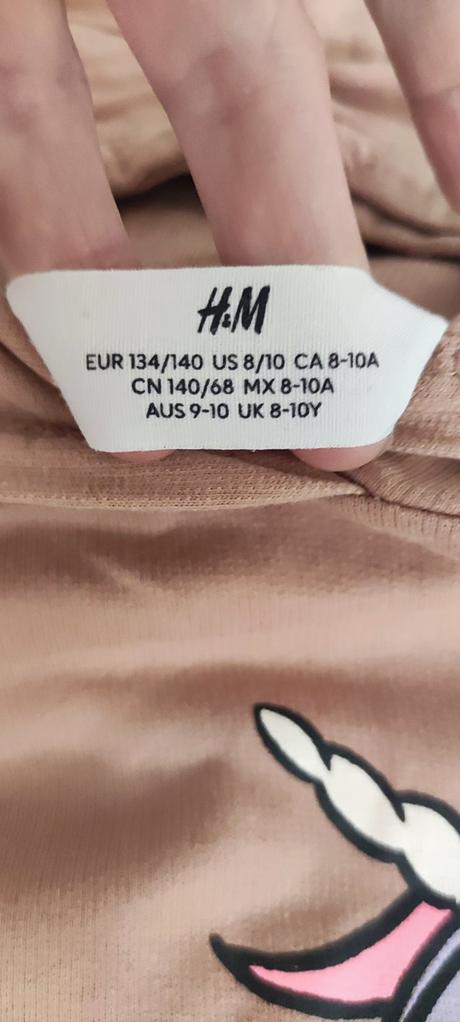 H&M
EUR 134/140 US 8/10 CA 8-10A
CN 140/68 MX 8-10A
AUS 9-10 UK 8-10Y